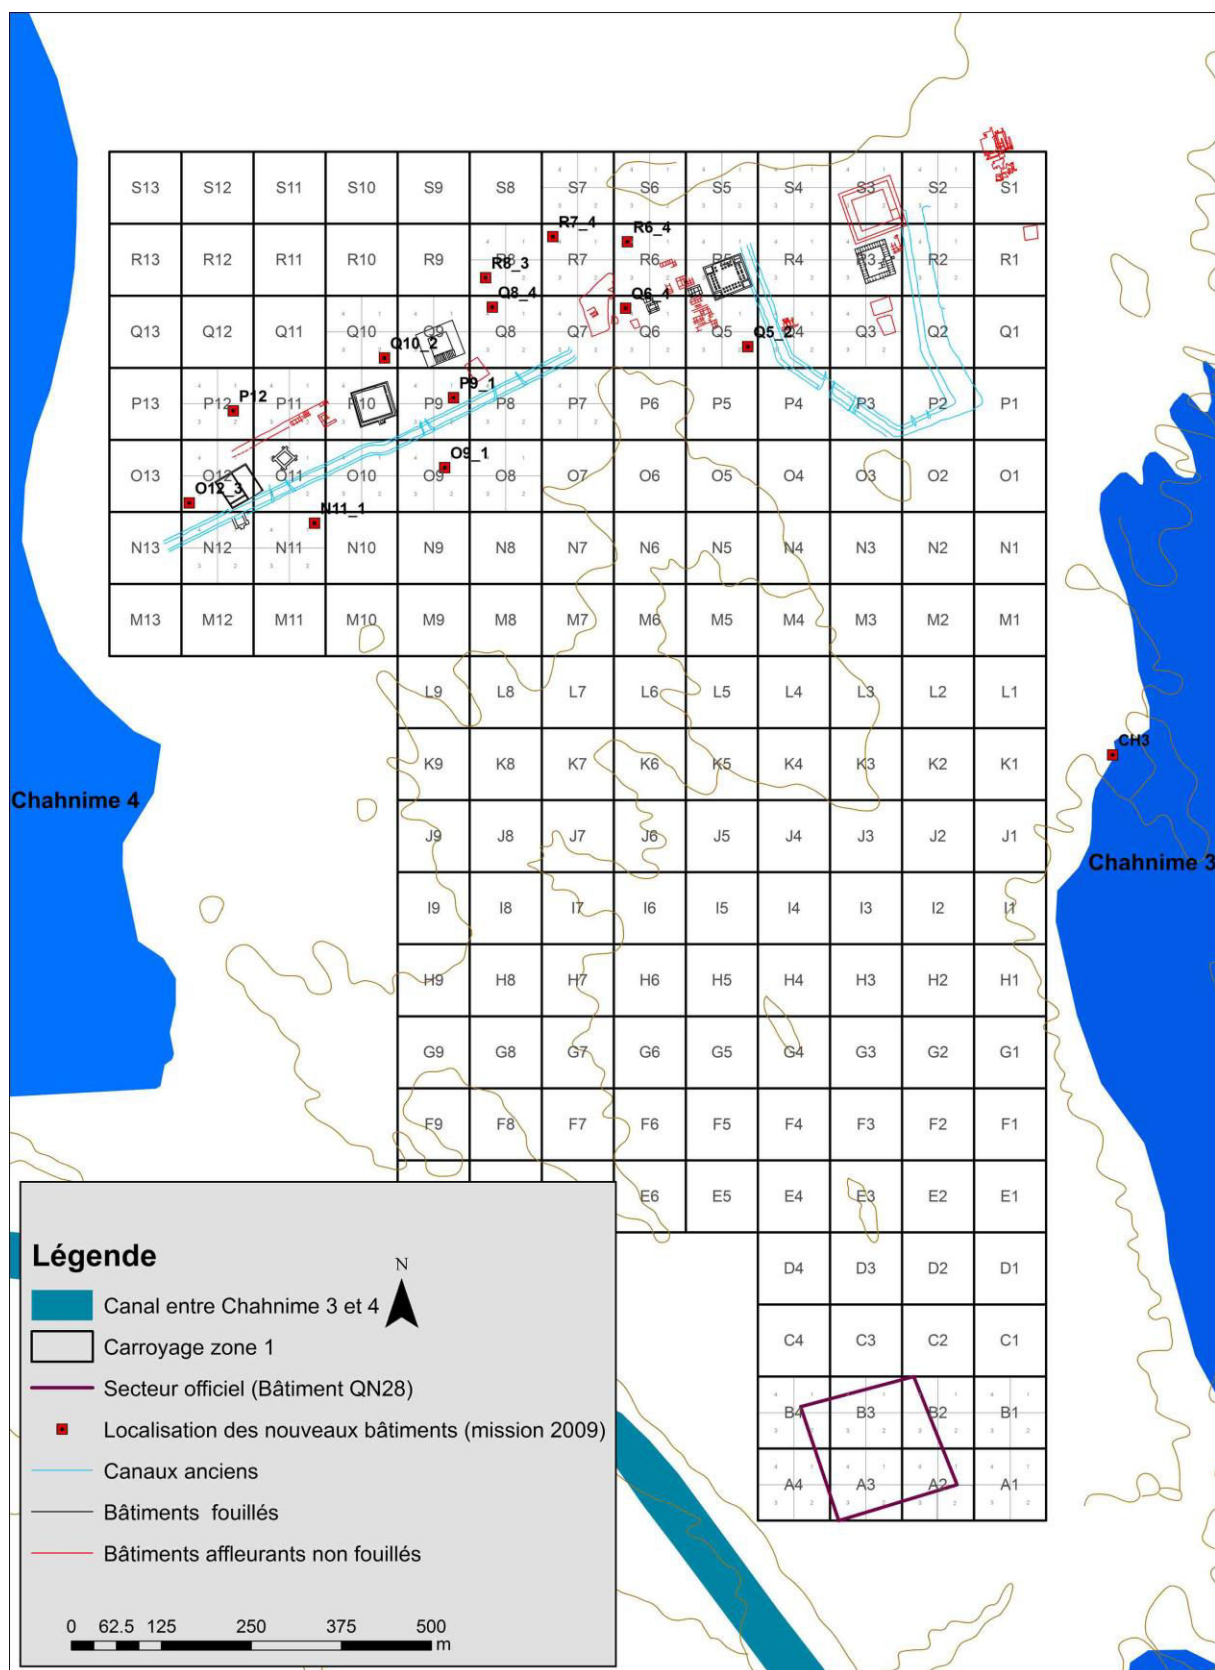 S13 S12 S11 S10 S9 S8 S7 S6 S5 S4 S3 S2 S1
R7_4 R6_4
R13 R12 R11 R10 R9 R8 R7 R6 R5 R4 R3 R2 R1
R8_3
Q8_4 Q6_4
Q13 Q12 Q11 Q10 Q9 Q8 Q7 Q6 Q5 Q4 Q3 Q2 Q1
Q10_2 Q5_2
P12 P9_1
P13 P12 P11 P10 P9 P8 P7 P6 P5 P4 P3 P2 P1
O9_1
O13 O12 O11 O10 O9 O8 O7 O6 O5 O4 O3 O2 O1
O12_3
N11_1
N13 N12 N11 N10 N9 N8 N7 N6 N5 N4 N3 N2 N1
M13 M12 M11 M10 M9 M8 M7 M6 M5 M4 M3 M2 M1
L9 L8 L7 L6 L5 L4 L3 L2 L1
CH3
K9 K8 K7 K6 K5 K4 K3 K2 K1
Chahnime 4
J9 J8 J7 J6 J5 J4 J3 J2 J1
Chahnime 3
I9 I8 I7 I6 I5 I4 I3 I2 I1
H9 H8 H7 H6 H5 H4 H3 H2 H1
G9 G8 G7 G6 G5 G4 G3 G2 G1
F9 F8 F7 F6 F5 F4 F3 F2 F1
E6 E5 E4 E3 E2 E1
D4 D3 D2 D1
C4 C3 C2 C1
B4 B3 B2 B1
A4 A3 A2 A1
Légende
N
Canal entre Chahnime 3 et 4
Carroyage zone 1
Secteur officiel (Bâtiment QN28)
Localisation des nouveaux bâtiments (mission 2009)
Canaux anciens
Bâtiments fouillés
Bâtiments affleurants non fouillés
0 62.5 125 250 375 500
m